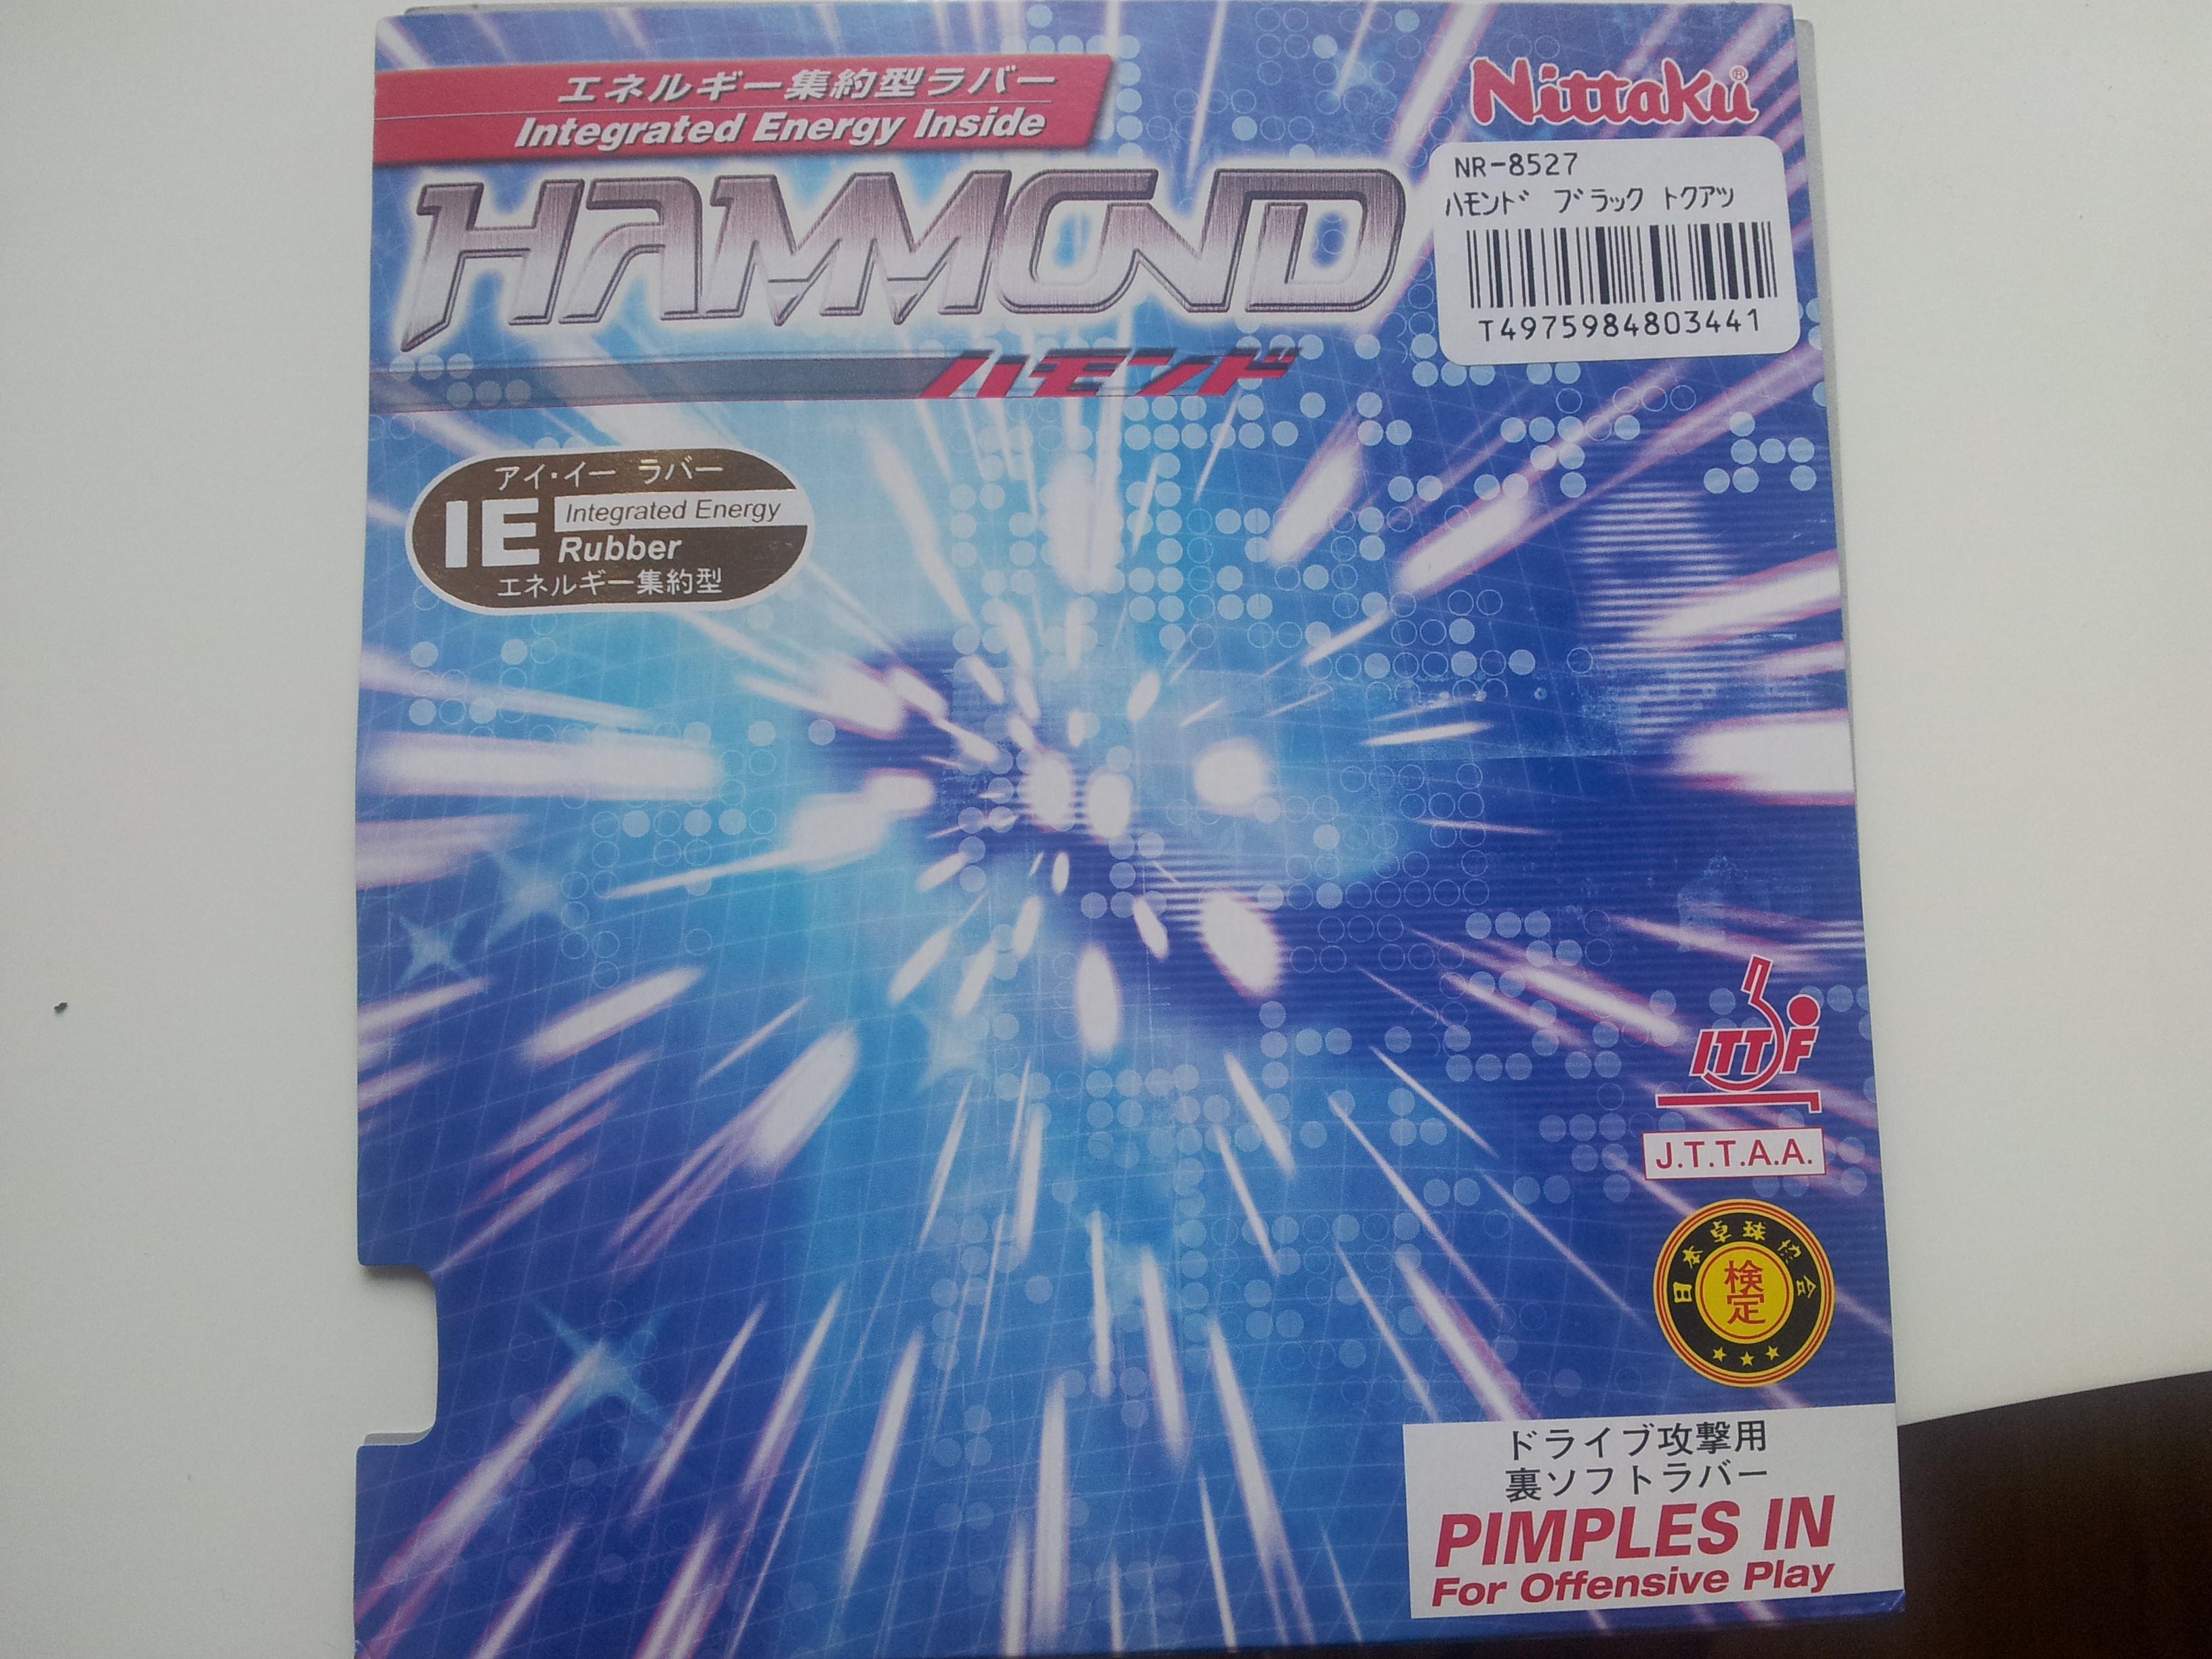 エネルギー集約型ラバー
Integrated Energy Inside
Nittaku®
HAMMOND
ハモンド
NR-8527
ﾊﾓﾝﾄﾞ ﾌﾞﾗｯｸ ﾄｸｱﾂ
T4975984803441
アイ・イー ラバー
IE Integrated Energy
Rubber
エネルギー集約型
ITTF
J.T.T.A.A.
日本卓球協会
検定
ドライブ攻撃用
裏ソフトラバー
PIMPLES IN
For Offensive Play